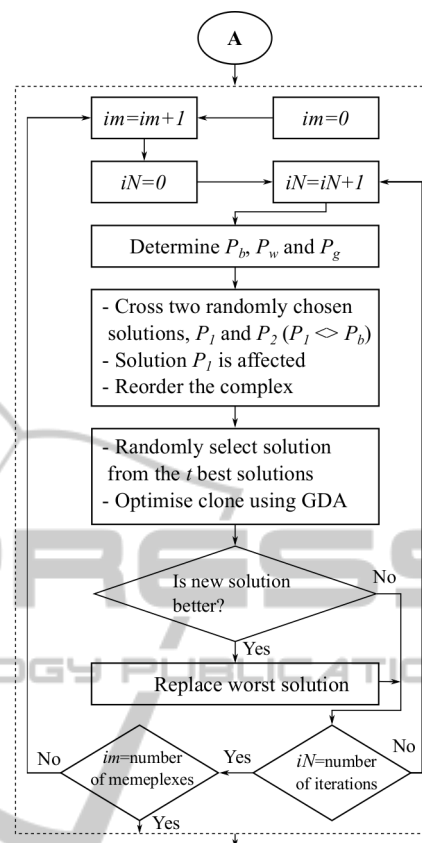 A
im=im+1
im=0
iN=0
iN=iN+1
Determine P_b, P_w and P_g
- Cross two randomly chosen
solutions, P_1 and P_2 (P_1 <> P_b)
- Solution P_1 is affected
- Reorder the complex
- Randomly select solution
from the t best solutions
- Optimise clone using GDA
Is new solution
better?
No
Yes
Replace worst solution
No
im=number
of memeplexes
Yes
iN=number
of iterations
No
Yes
PRESS
LOGY PUBLICATIO